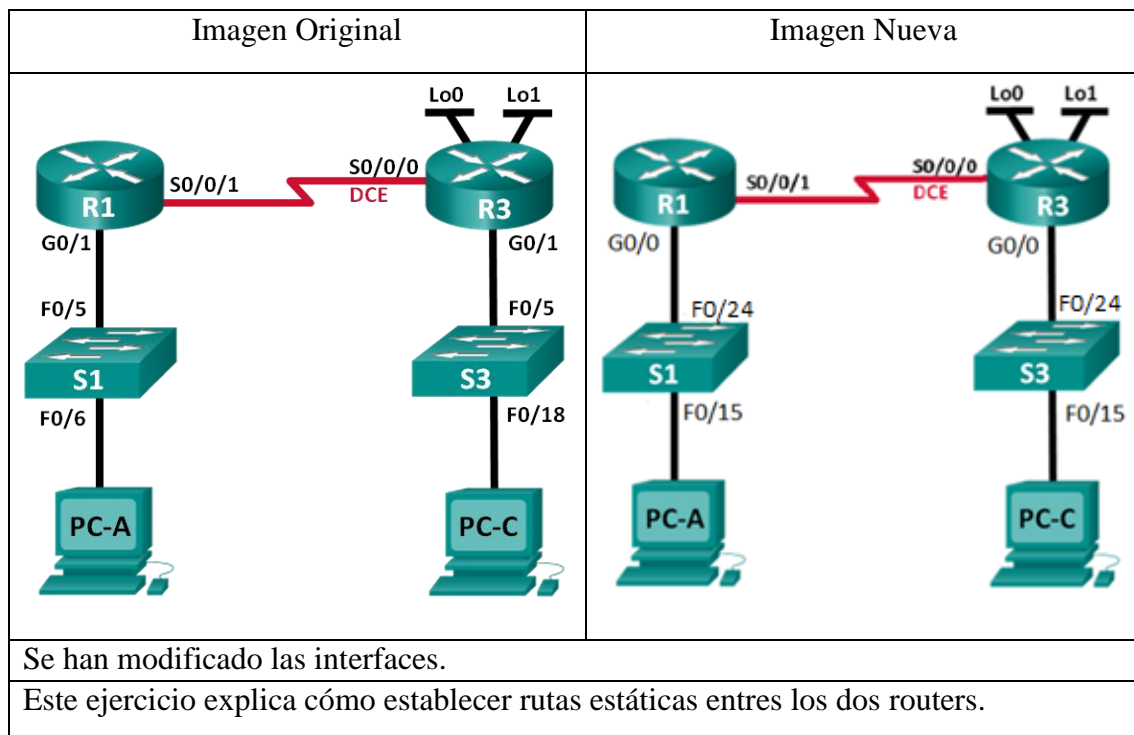 Imagen Original
Imagen Nueva
Lo0 Lo1
S0/0/0
S0/0/1
DCE
R1
R3
G0/1
G0/1
F0/5
F0/5
S1
S3
F0/6
F0/18
PC-A
PC-C
Lo0 Lo1
S0/0/0
S0/0/1
DCE
R1
R3
G0/0
G0/0
F0/24
F0/24
S1
S3
F0/15
F0/15
PC-A
PC-C
Se han modificado las interfaces.
Este ejercicio explica cómo establecer rutas estáticas entres los dos routers.